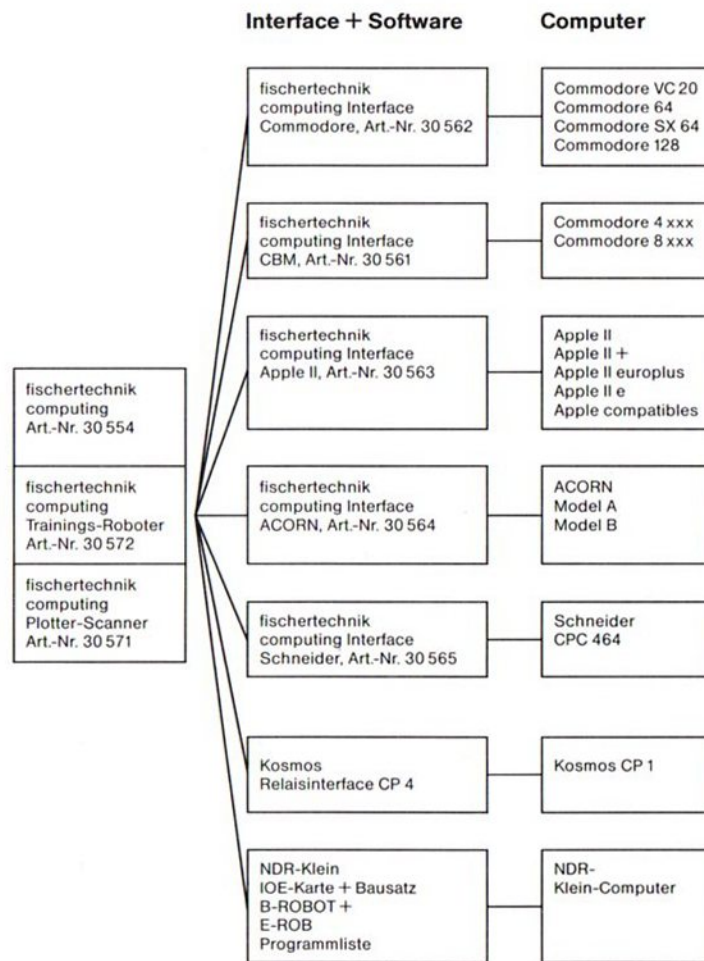 Interface + Software
Computer
fischertechnik
computing
Art.-Nr. 30 554
fischertechnik
computing
Trainings-Roboter
Art.-Nr. 30 572
fischertechnik
computing
Plotter-Scanner
Art.-Nr. 30 571
fischertechnik
computing Interface
Commodore, Art.-Nr. 30 562
Commodore VC 20
Commodore 64
Commodore SX 64
Commodore 128
fischertechnik
computing Interface
CBM, Art.-Nr. 30 561
Commodore 4 xxx
Commodore 8 xxx
fischertechnik
computing Interface
Apple II, Art.-Nr. 30 563
Apple II
Apple II +
Apple II europlus
Apple II e
Apple compatibles
fischertechnik
computing Interface
ACORN, Art.-Nr. 30 564
ACORN
Model A
Model B
fischertechnik
computing Interface
Schneider, Art.-Nr. 30 565
Schneider
CPC 464
Kosmos
Relaisinterface CP 4
Kosmos CP 1
NDR-Klein
IOE-Karte + Bausatz
B-ROBOT +
E-ROB
Programmliste
NDR-
Klein-Computer